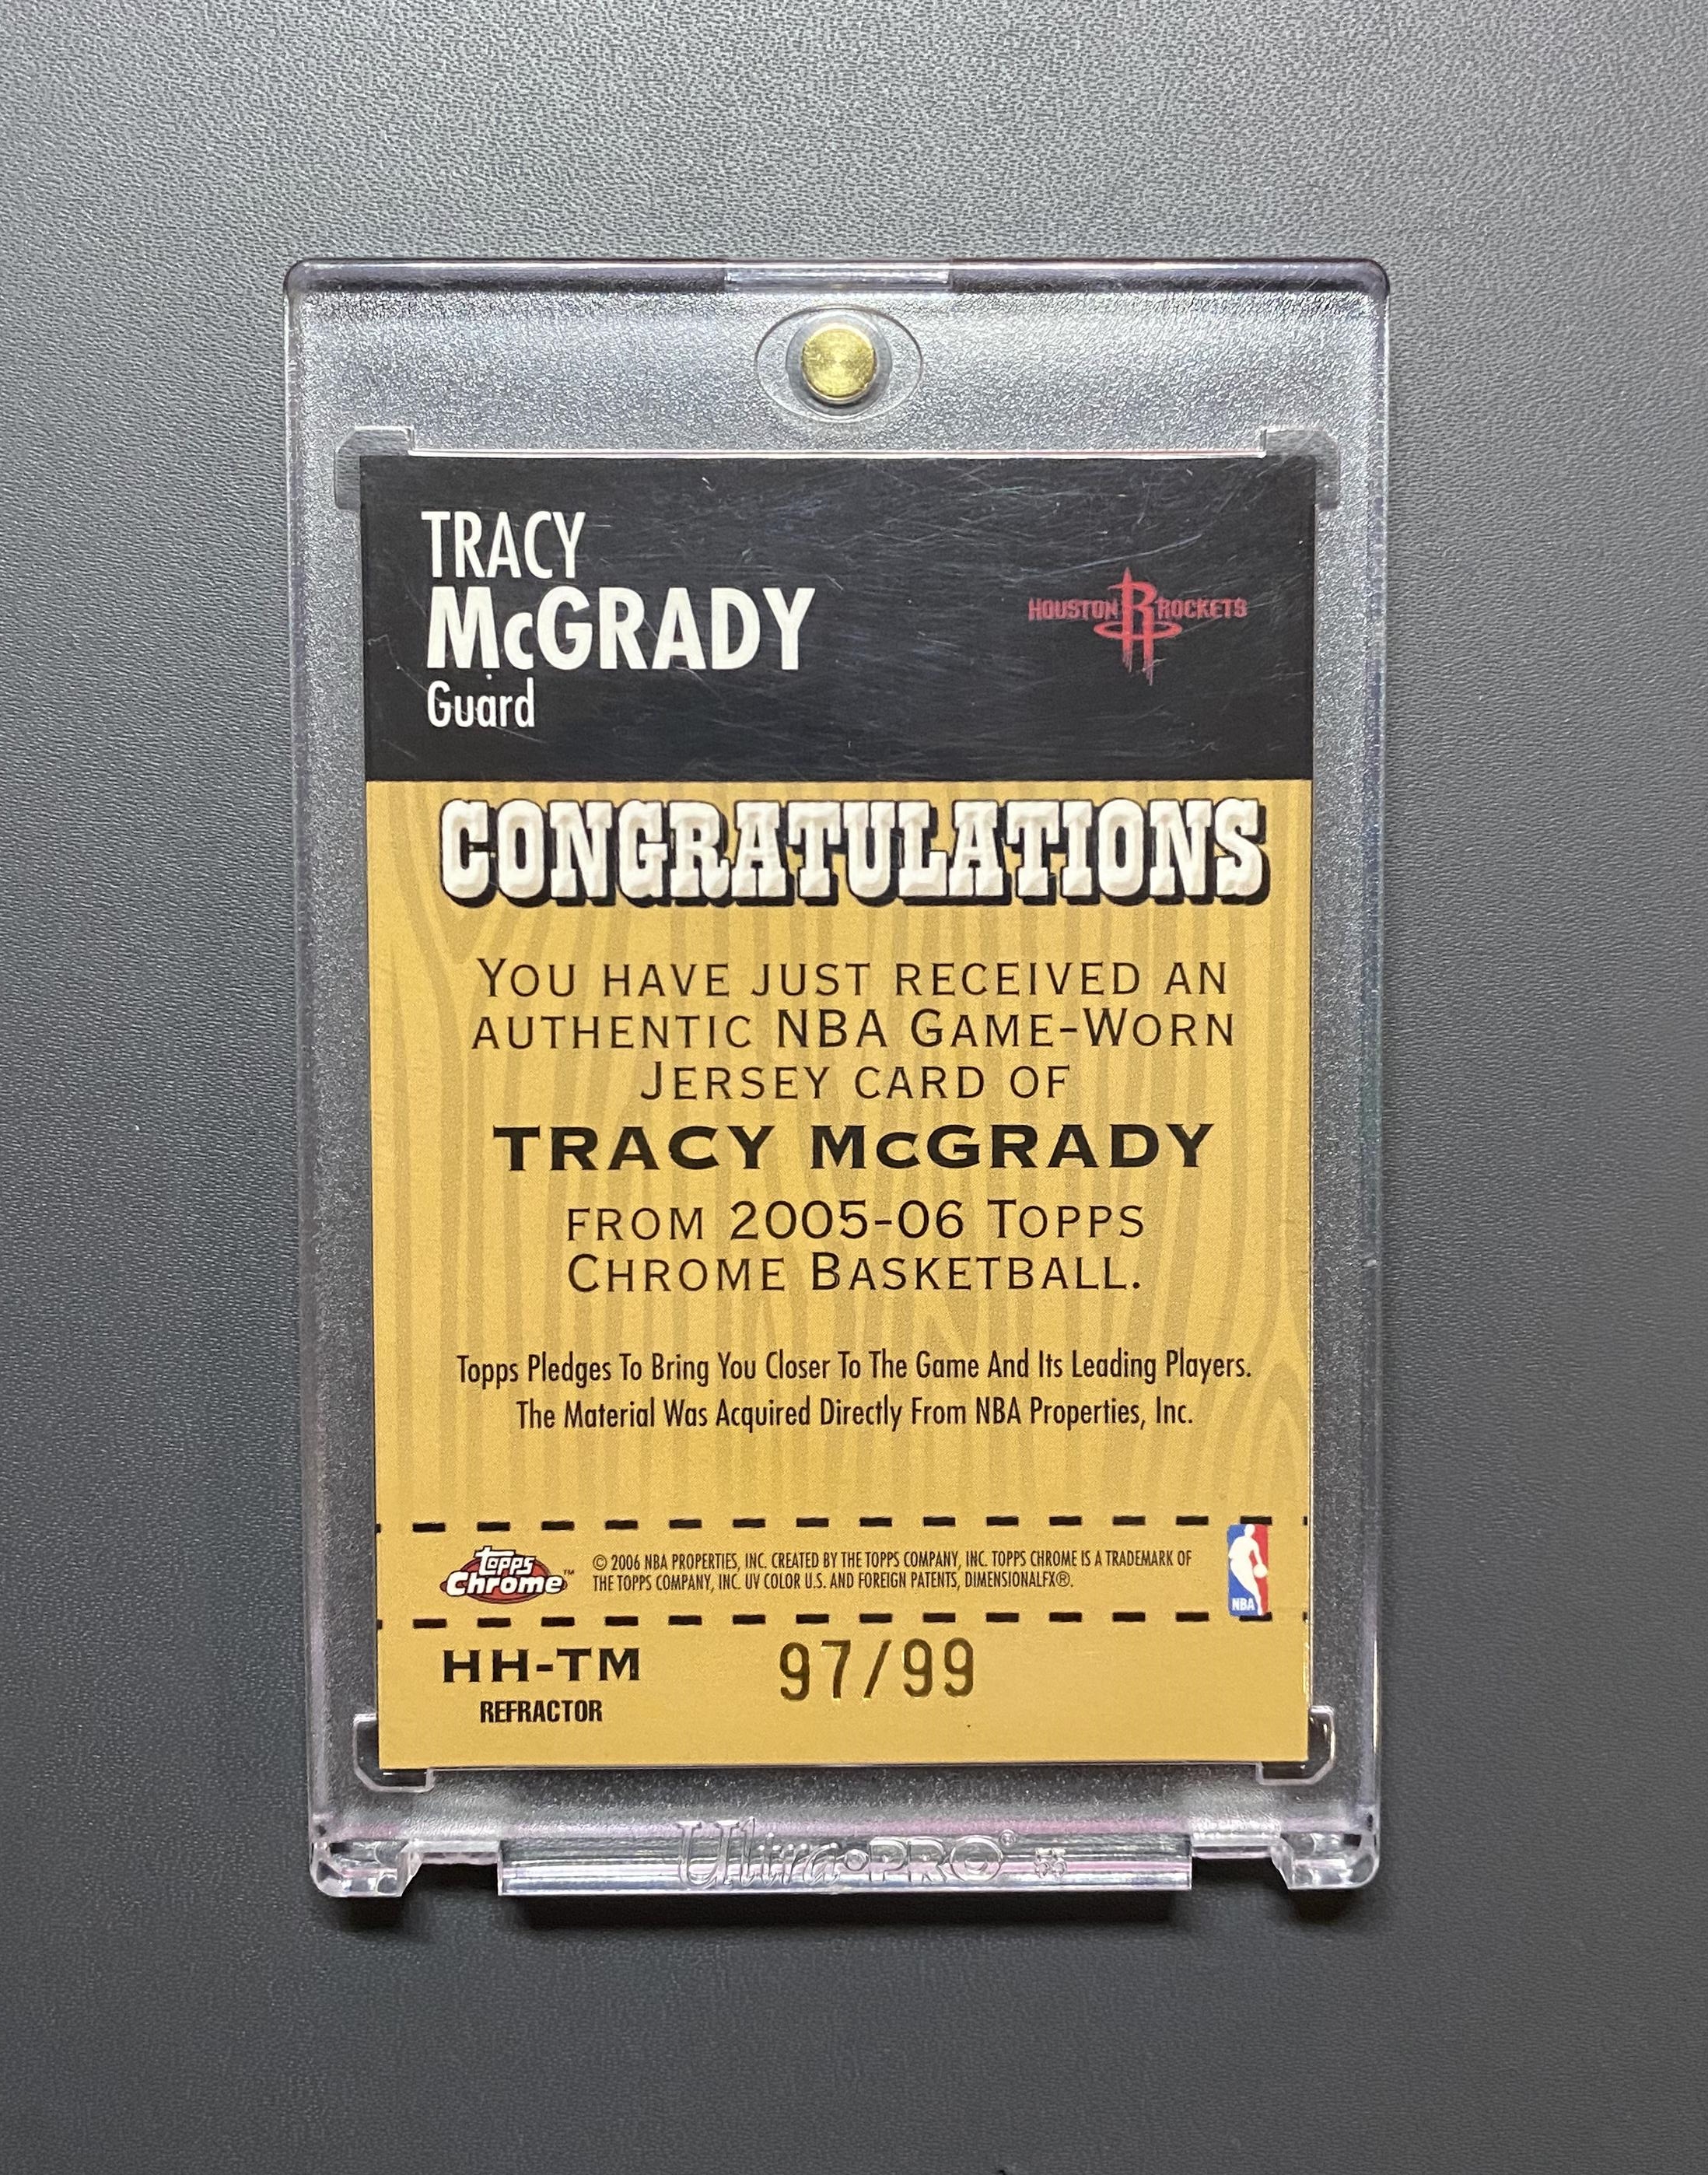 TRACY
McGRADY
Guard
HOUSTON R ROCKETS
CONGRATULATIONS
YOU HAVE JUST RECEIVED AN
AUTHENTIC NBA GAME-WORN
JERSEY CARD OF
TRACY McGRADY
FROM 2005-06 TOPPS
CHROME BASKETBALL.
Topps Pledges To Bring You Closer To The Game And Its Leading Players.
The Material Was Acquired Directly From NBA Properties, Inc.
topps Chrome™
© 2006 NBA PROPERTIES, INC. CREATED BY THE TOPPS COMPANY, INC. TOPPS CHROME IS A TRADEMARK OF
THE TOPPS COMPANY, INC. UV COLOR U.S. AND FOREIGN PATENTS, DIMENSIONALFX®.
NBA
HH-TM
REFRACTOR
97/99
Ultra·PRO®